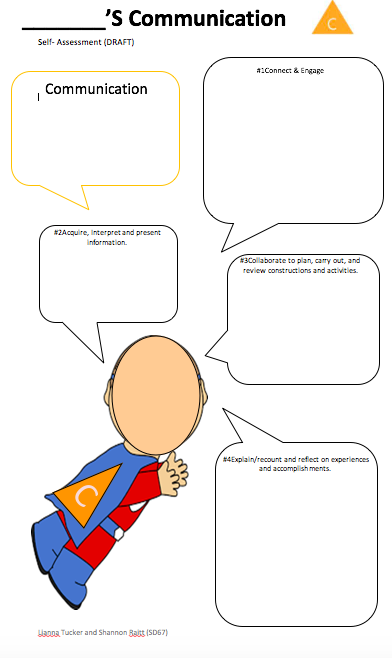 ________'S Communication
C
Self- Assessment (DRAFT)
Communication
#1Connect & Engage
#2Acquire, interpret and present
information.
#3Collaborate to plan, carry out, and
review constructions and activities.
#4Explain/recount and reflect on experiences
and accomplishments.
C
Lianna Tucker and Shannon Raitt (SD67)